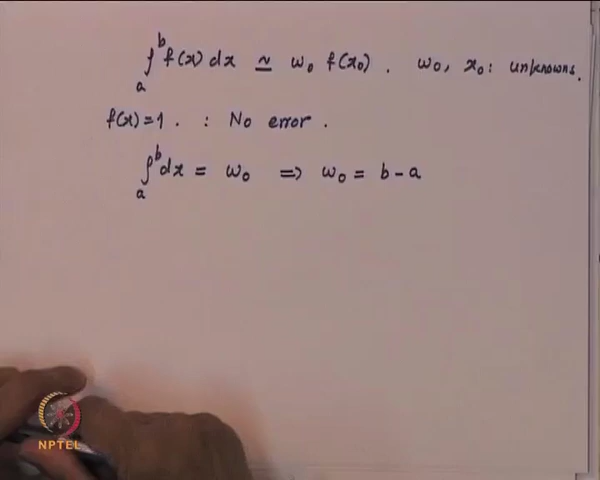 ∫_a^b f(x) dx ≃ w₀ f(x₀) . w₀, x₀ : unknowns.
f(x) = 1 . : No error .
∫_a^b dx = w₀ ⇒ w₀ = b - a
NPTEL